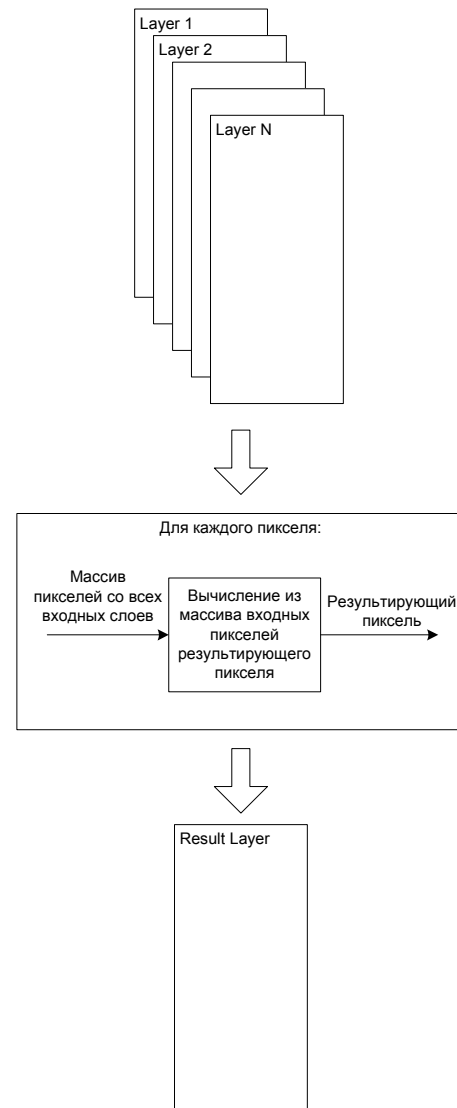 Layer 1
Layer 2
Layer N
Для каждого пикселя:
Массив
пикселей со всех
входных слоев
Вычисление из
массива входных
пикселей
результирующего
пикселя
Результирующий
пиксель
Result Layer